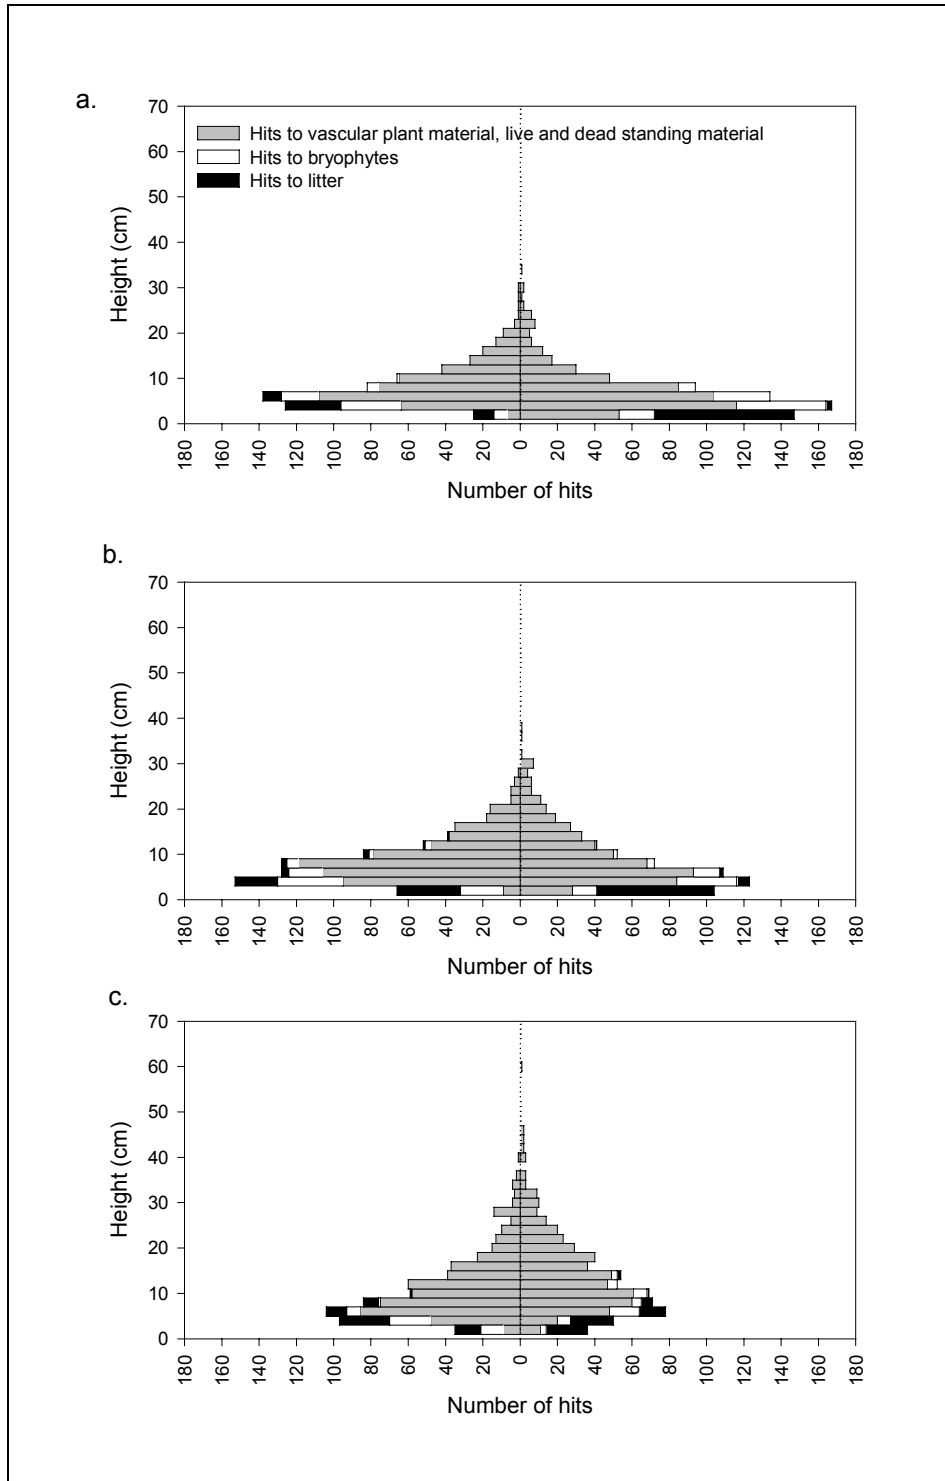 a.
70
60
50
40
30
20
10
0
Height (cm)
Hits to vascular plant material, live and dead standing material
Hits to bryophytes
Hits to litter
180 160 140 120 100 80 60 40 20 0 20 40 60 80 100 120 140 160 180
Number of hits
b.
70
60
50
40
30
20
10
0
Height (cm)
180 160 140 120 100 80 60 40 20 0 20 40 60 80 100 120 140 160 180
Number of hits
c.
70
60
50
40
30
20
10
0
Height (cm)
180 160 140 120 100 80 60 40 20 0 20 40 60 80 100 120 140 160 180
Number of hits